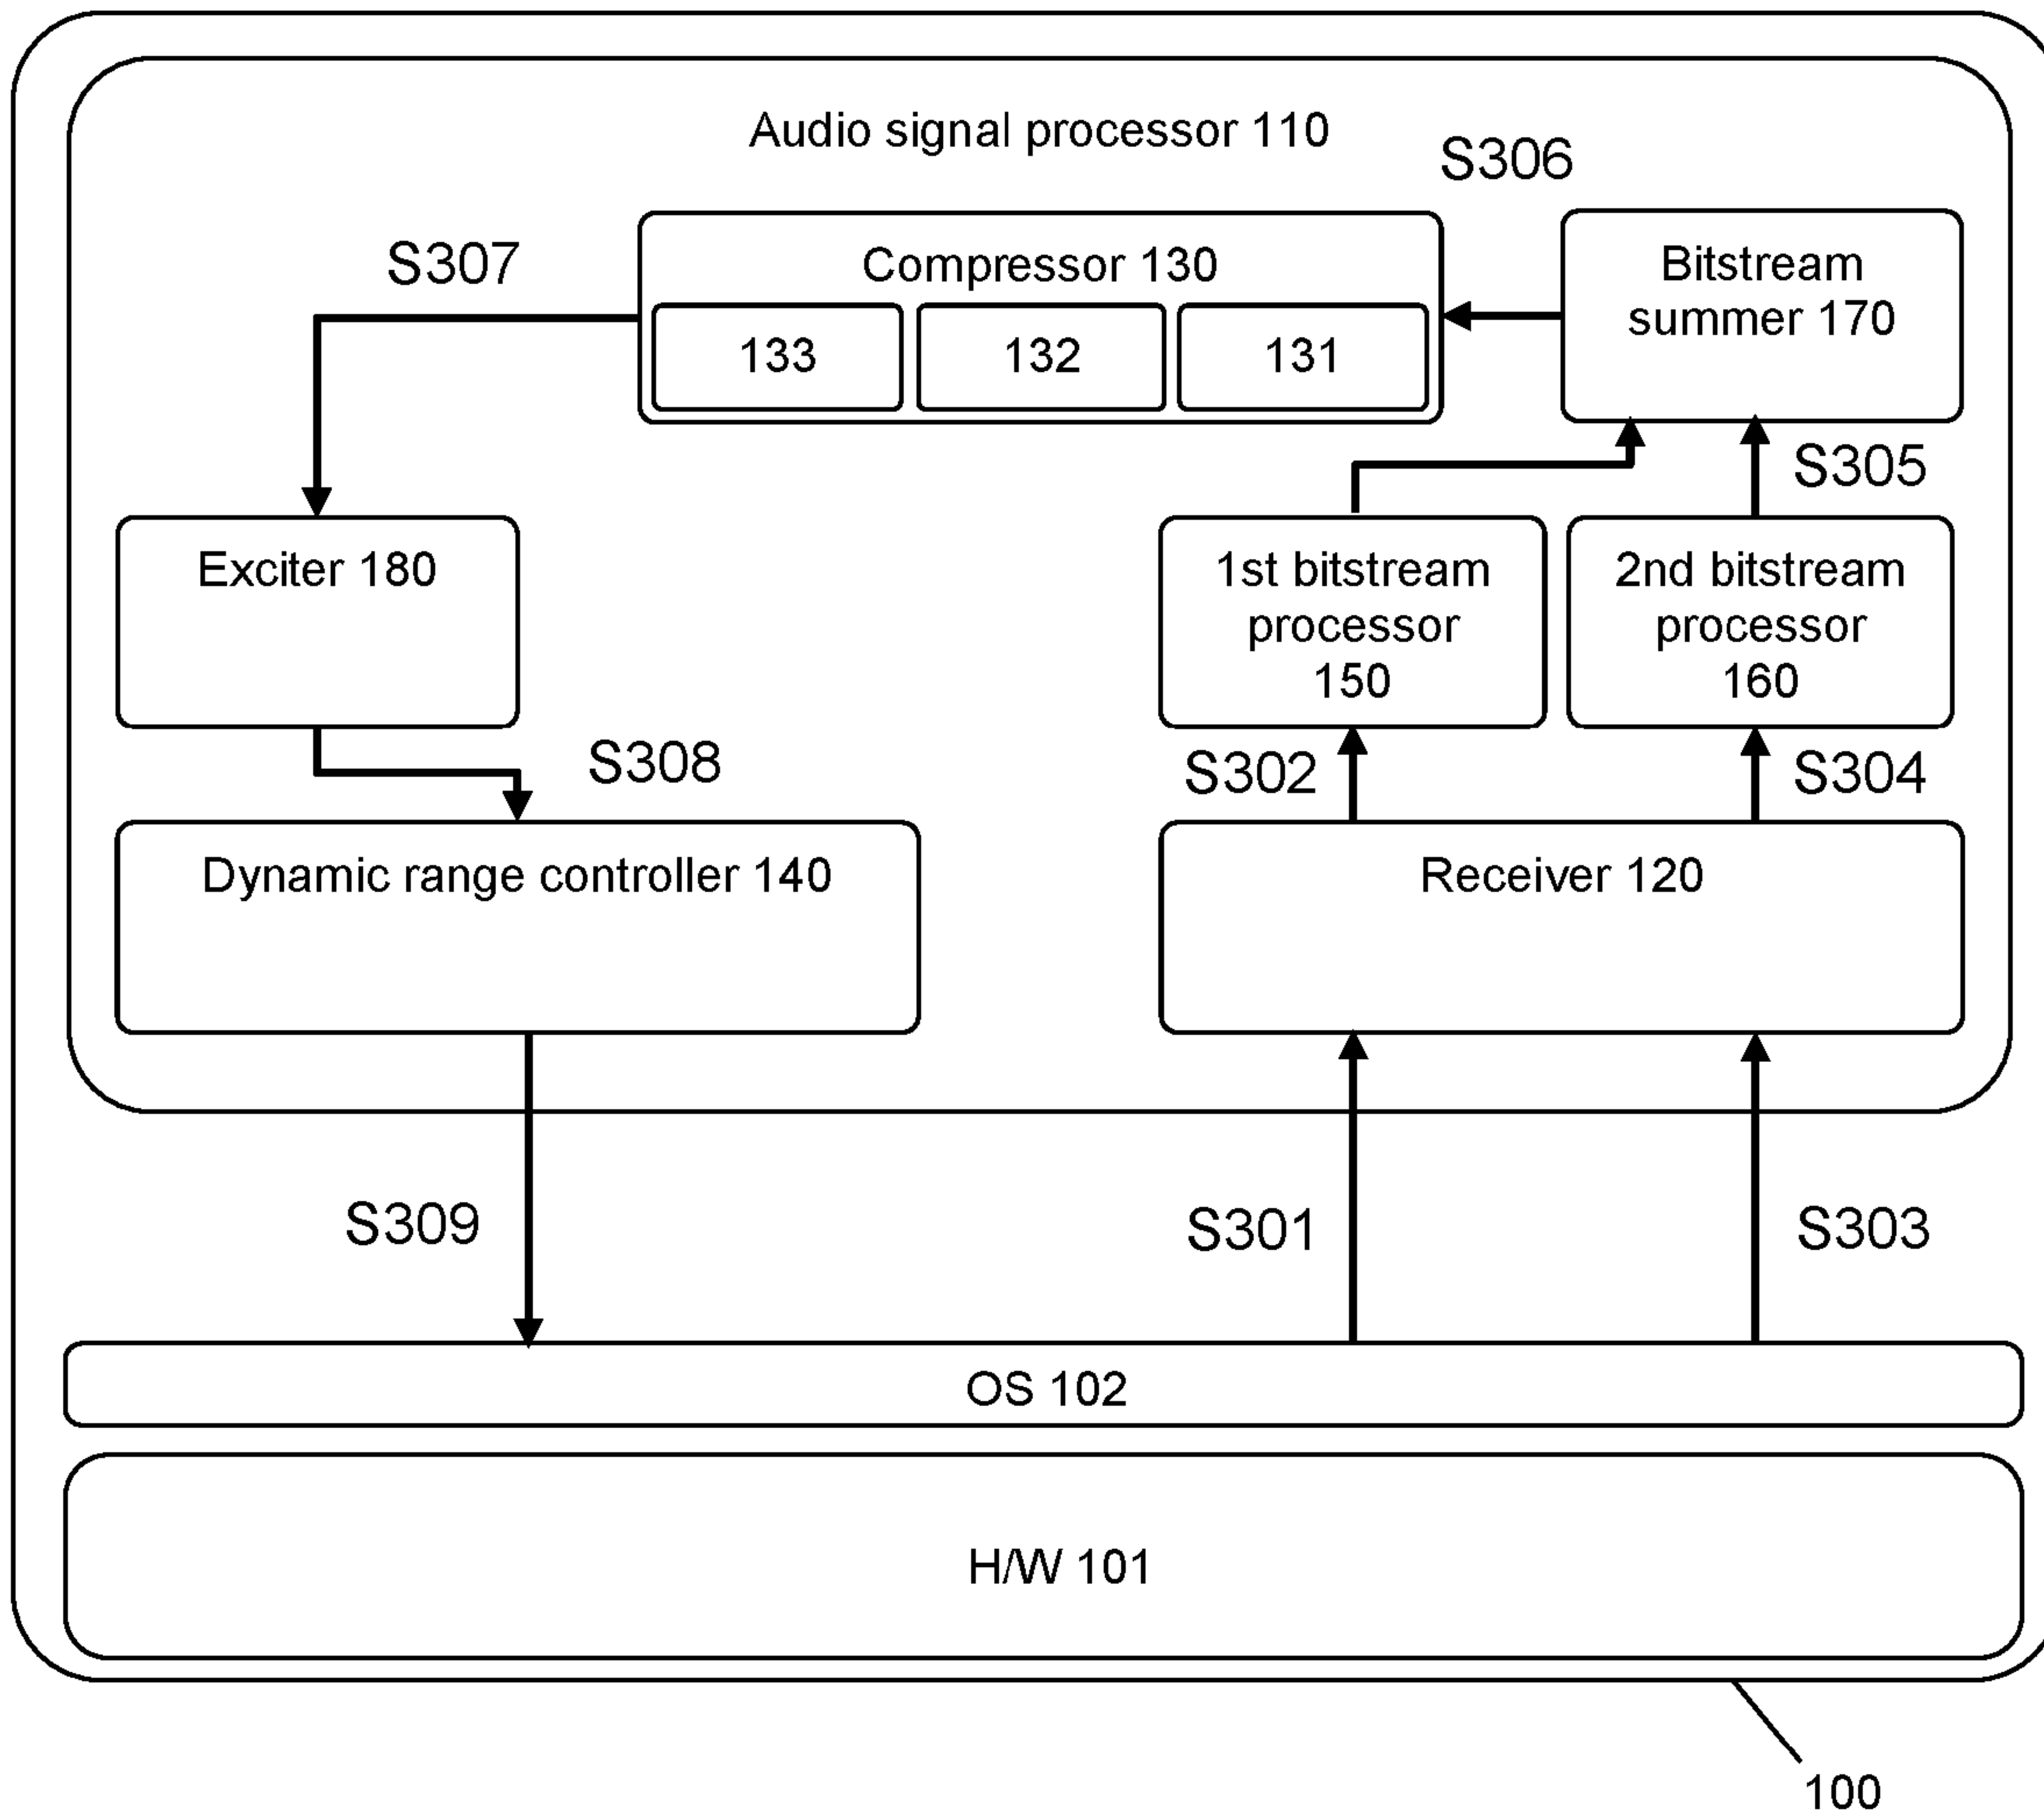 Audio signal processor 110
S306
S307
Compressor 130
133
132
131
Bitstream
summer 170
S305
Exciter 180
1st bitstream
processor
150
2nd bitstream
processor
160
S308
S302
S304
Dynamic range controller 140
Receiver 120
S309
S301
S303
OS 102
H/W 101
100